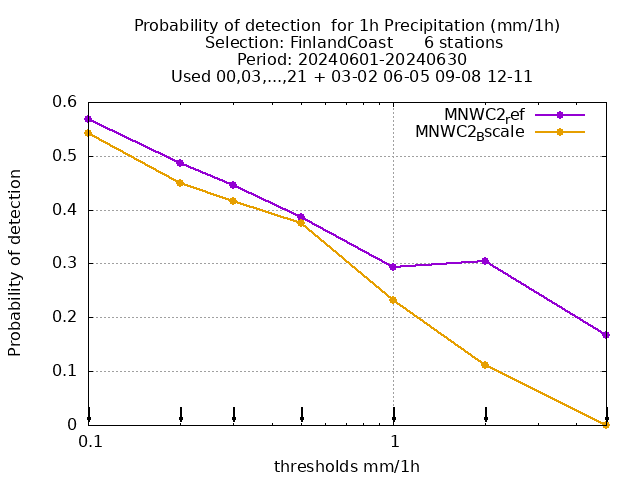 Probability of detection  for 1h Precipitation (mm/1h)
Selection: FinlandCoast      6 stations
Period: 20240601-20240630
Used 00,03,...,21 + 03-02 06-05 09-08 12-11
MNWC2ref
MNWC2Bscale
Probability of detection
0.6
0.5
0.4
0.3
0.2
0.1
0
0.1
1
thresholds mm/1h